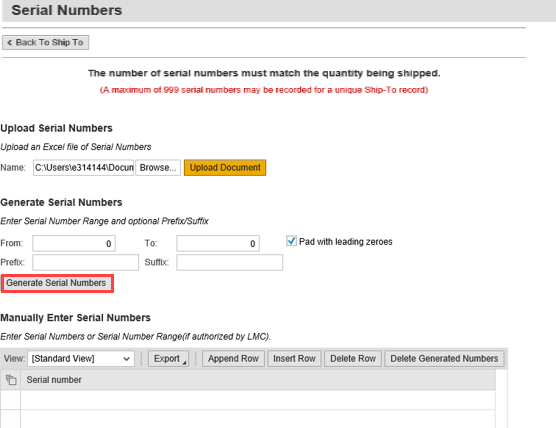 Serial Numbers
< Back To Ship To
The number of serial numbers must match the quantity being shipped.
(A maximum of 999 serial numbers may be recorded for a unique Ship-To record)
Upload Serial Numbers
Upload an Excel file of Serial Numbers
Name: C:\Users\e314144\Docun Browse... Upload Document
Generate Serial Numbers
Enter Serial Number Range and optional Prefix/Suffix
From: 0 To: 0 Pad with leading zeroes
Prefix: Suffix:
Generate Serial Numbers
Manually Enter Serial Numbers
Enter Serial Numbers or Serial Number Range(if authorized by LMC).
View: [Standard View] Export Append Row Insert Row Delete Row Delete Generated Numbers
Serial number